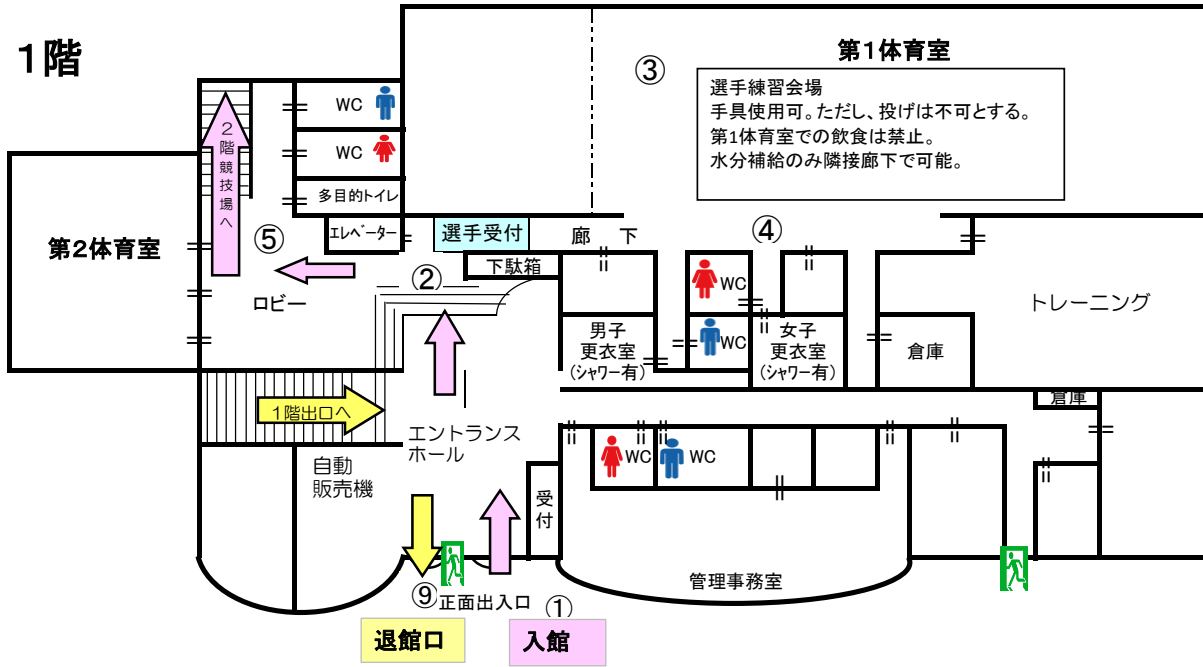 1階
第1体育室
③
選手練習会場
手具使用可。ただし、投げは不可とする。
第1体育室での飲食は禁止。
水分補給のみ隣接廊下で可能。
WC
WC
多目的トイレ
エレベーター
2階競技場へ
第2体育室
⑤
選手受付
廊下
④
下駄箱
②
ロビー
WC
WC
男子
更衣室
(シャワー有)
女子
更衣室
(シャワー有)
倉庫
トレーニング
1階出口へ
エントランス
ホール
倉庫
自動
販売機
WC
WC
受付
管理事務室
⑨
正面出入口
①
退館口
入館